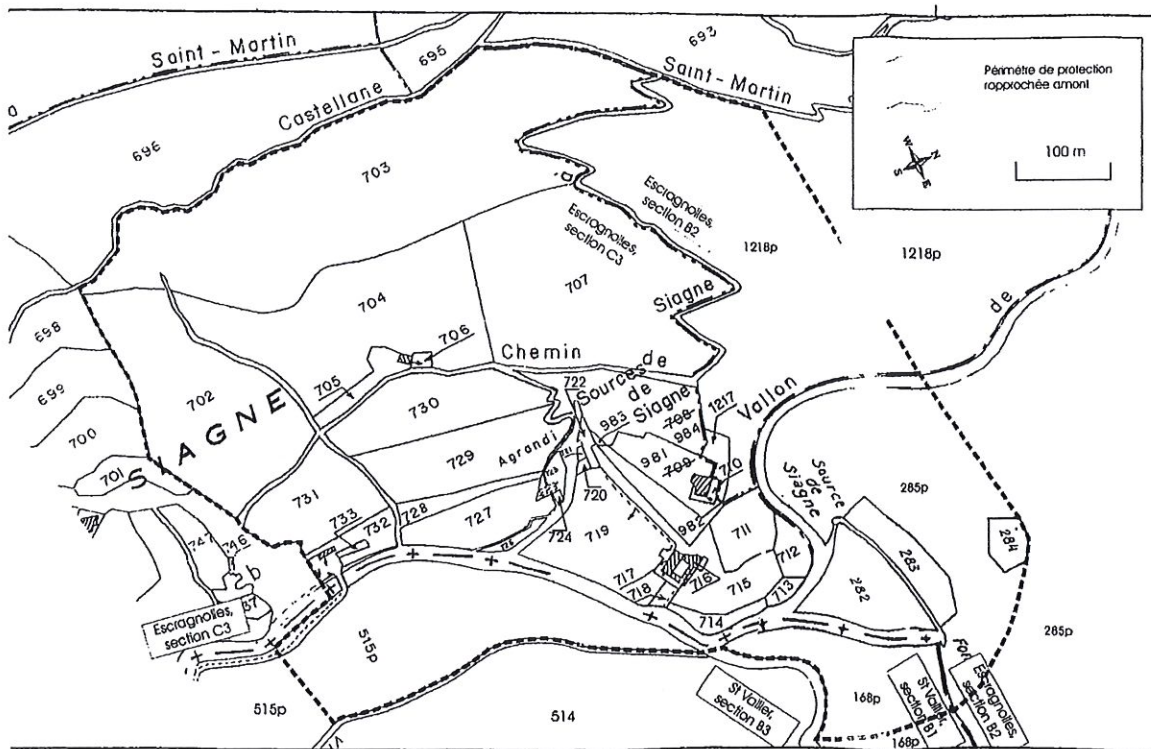 Saint-Martin
695
693
Saint-Martin
a
Castellane
696
703
Périmètre de protection
rapprochée amont
W
N
S
E
100 m
Escragnolles,
section B2
Escragnolles,
section C3
1218p
1218p
707
704
Siagne
de
698
706
Chemin
705
702
699
722
Sources de
de
Siagne
983
708
984
1217
Vallon
730
SIAGNE
700
729
Agrandi
981
709
710
Source
de
Siagne
285p
701
731
720
733
732
728
727
724
719
982
711
712
284
283
747
746
b
717
718
716
715
713
282
714
Escragnolles,
section C3
515p
285p
515p
514
St Vallier,
section B3
168p
168p
St Vallier,
section B1
Escragnolles,
section B2